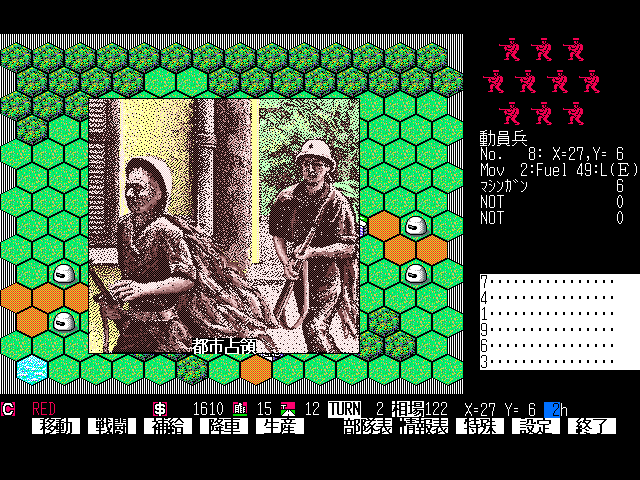 動員兵
No. 8: X=27,Y= 6
Mov 2:Fuel 49:L(E)
ﾏｼﾝｶﾞﾝ 6
NOT 0
NOT 0
7・・・・・・・・・・・・・・・
4・・・・・・・・・・・・・・・
1・・・・・・・・・・・・・・・
9・・・・・・・・・・・・・・・
6・・・・・・・・・・・・・・・
3・・・・・・・・・・・・・・・
都市占領
C RED $ 1610 都 15 12 TURN 2 相場122 X=27 Y= 6 2h
移動 戦闘 補給 降車 生産 部隊表 情報表 特殊 設定 終了